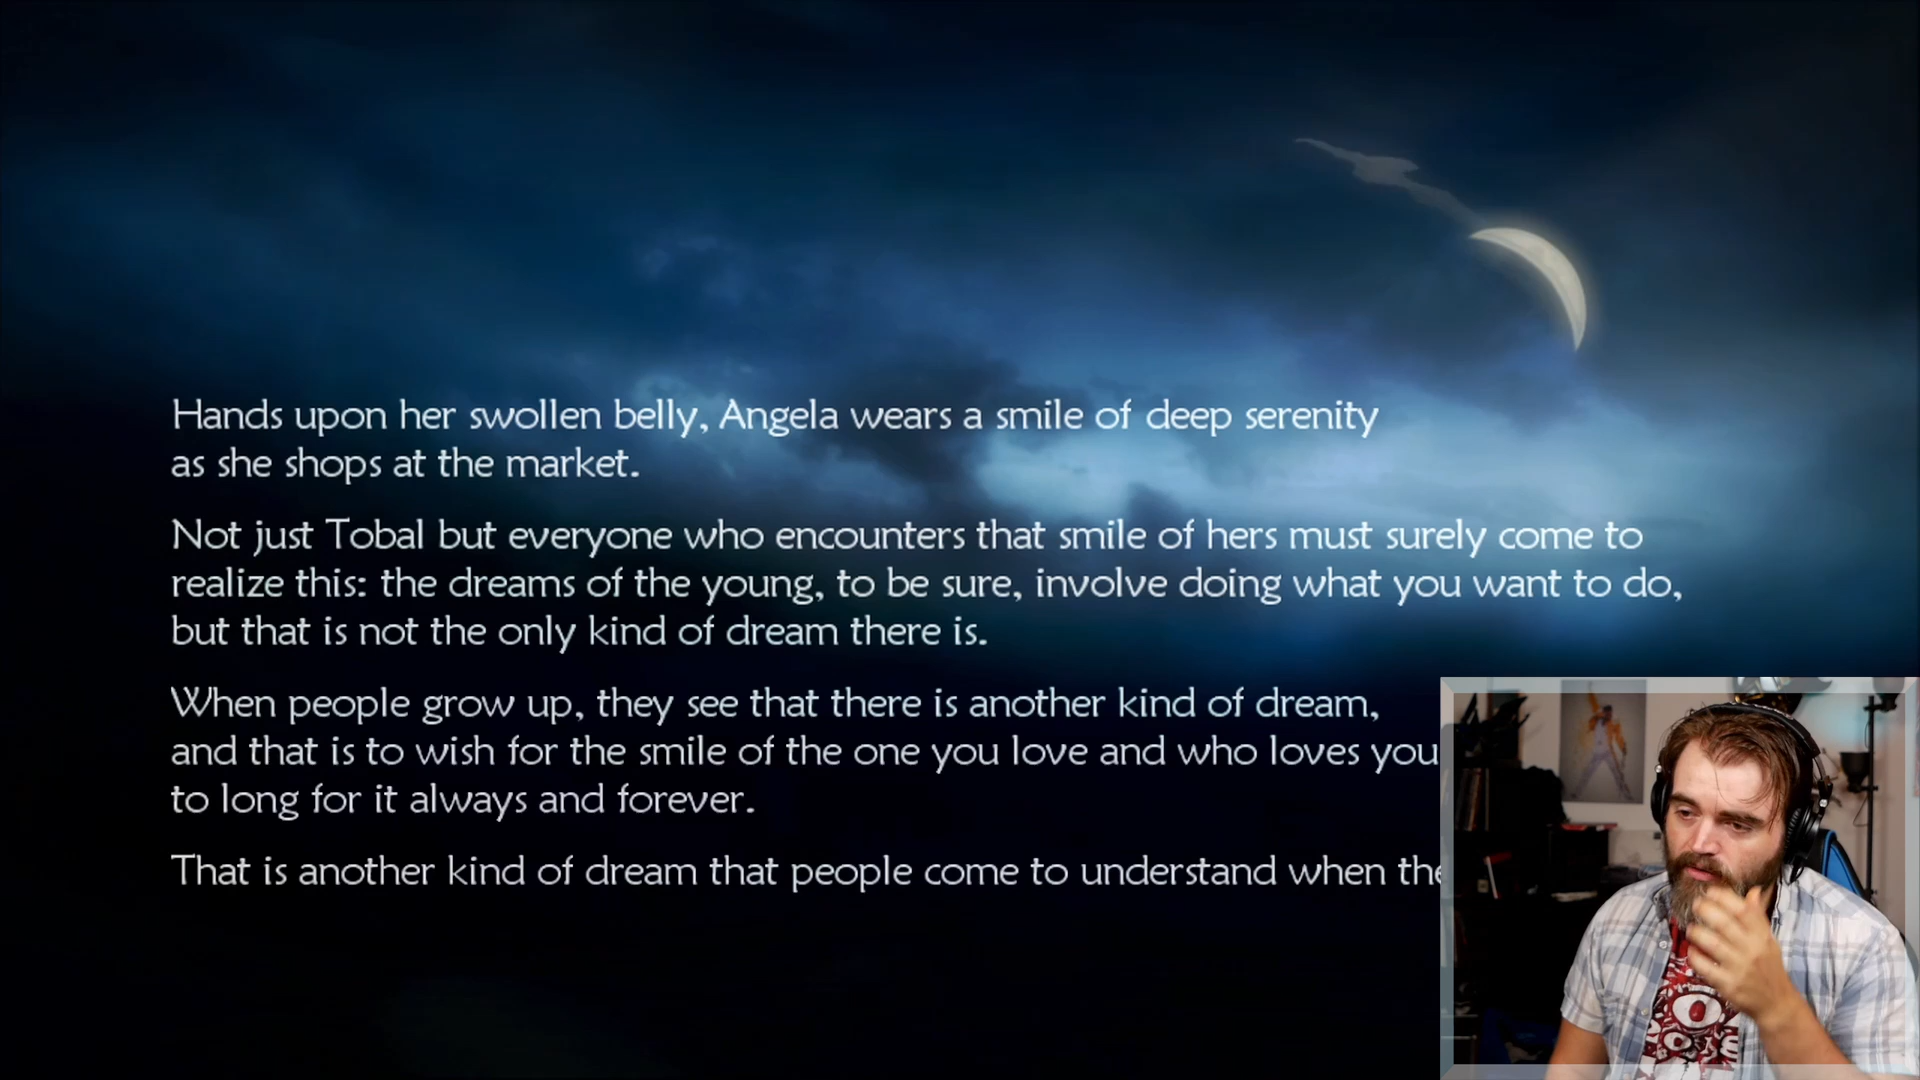 Hands upon her swollen belly, Angela wears a smile of deep serenity
as she shops at the market.
Not just Tobal but everyone who encounters that smile of hers must surely come to
realize this: the dreams of the young, to be sure, involve doing what you want to do,
but that is not the only kind of dream there is.
When people grow up, they see that there is another kind of dream,
and that is to wish for the smile of the one you love and who loves you
to long for it always and forever.
That is another kind of dream that people come to understand when